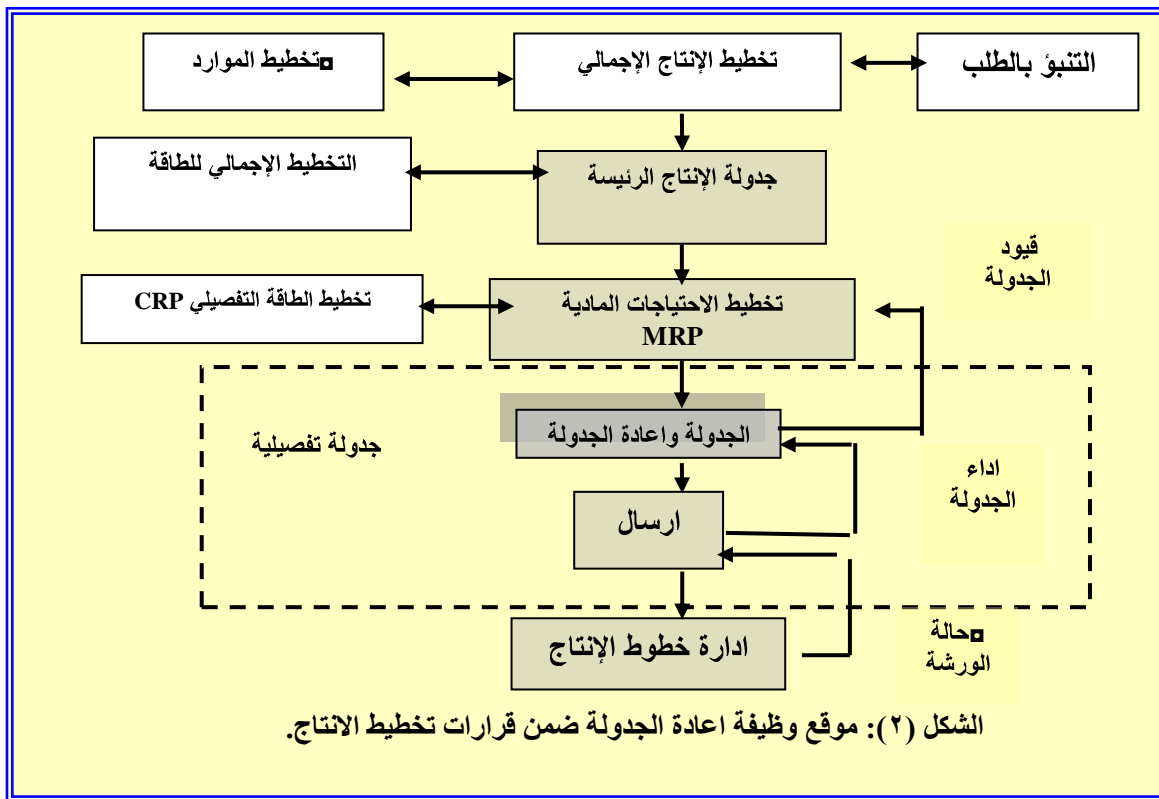 التنبؤ بالطلب
تخطيط الإنتاج الإجمالي
◘تخطيط الموارد
جدولة الإنتاج الرئيسة
التخطيط الإجمالي للطاقة
قيود
الجدولة
تخطيط الاحتياجات المادية
MRP
تخطيط الطاقة التفصيلي CRP
الجدولة واعادة الجدولة
جدولة تفصيلية
اداء
الجدولة
ارسال
◘حالة
الورشة
ادارة خطوط الإنتاج
الشكل (٢): موقع وظيفة اعادة الجدولة ضمن قرارات تخطيط الانتاج.